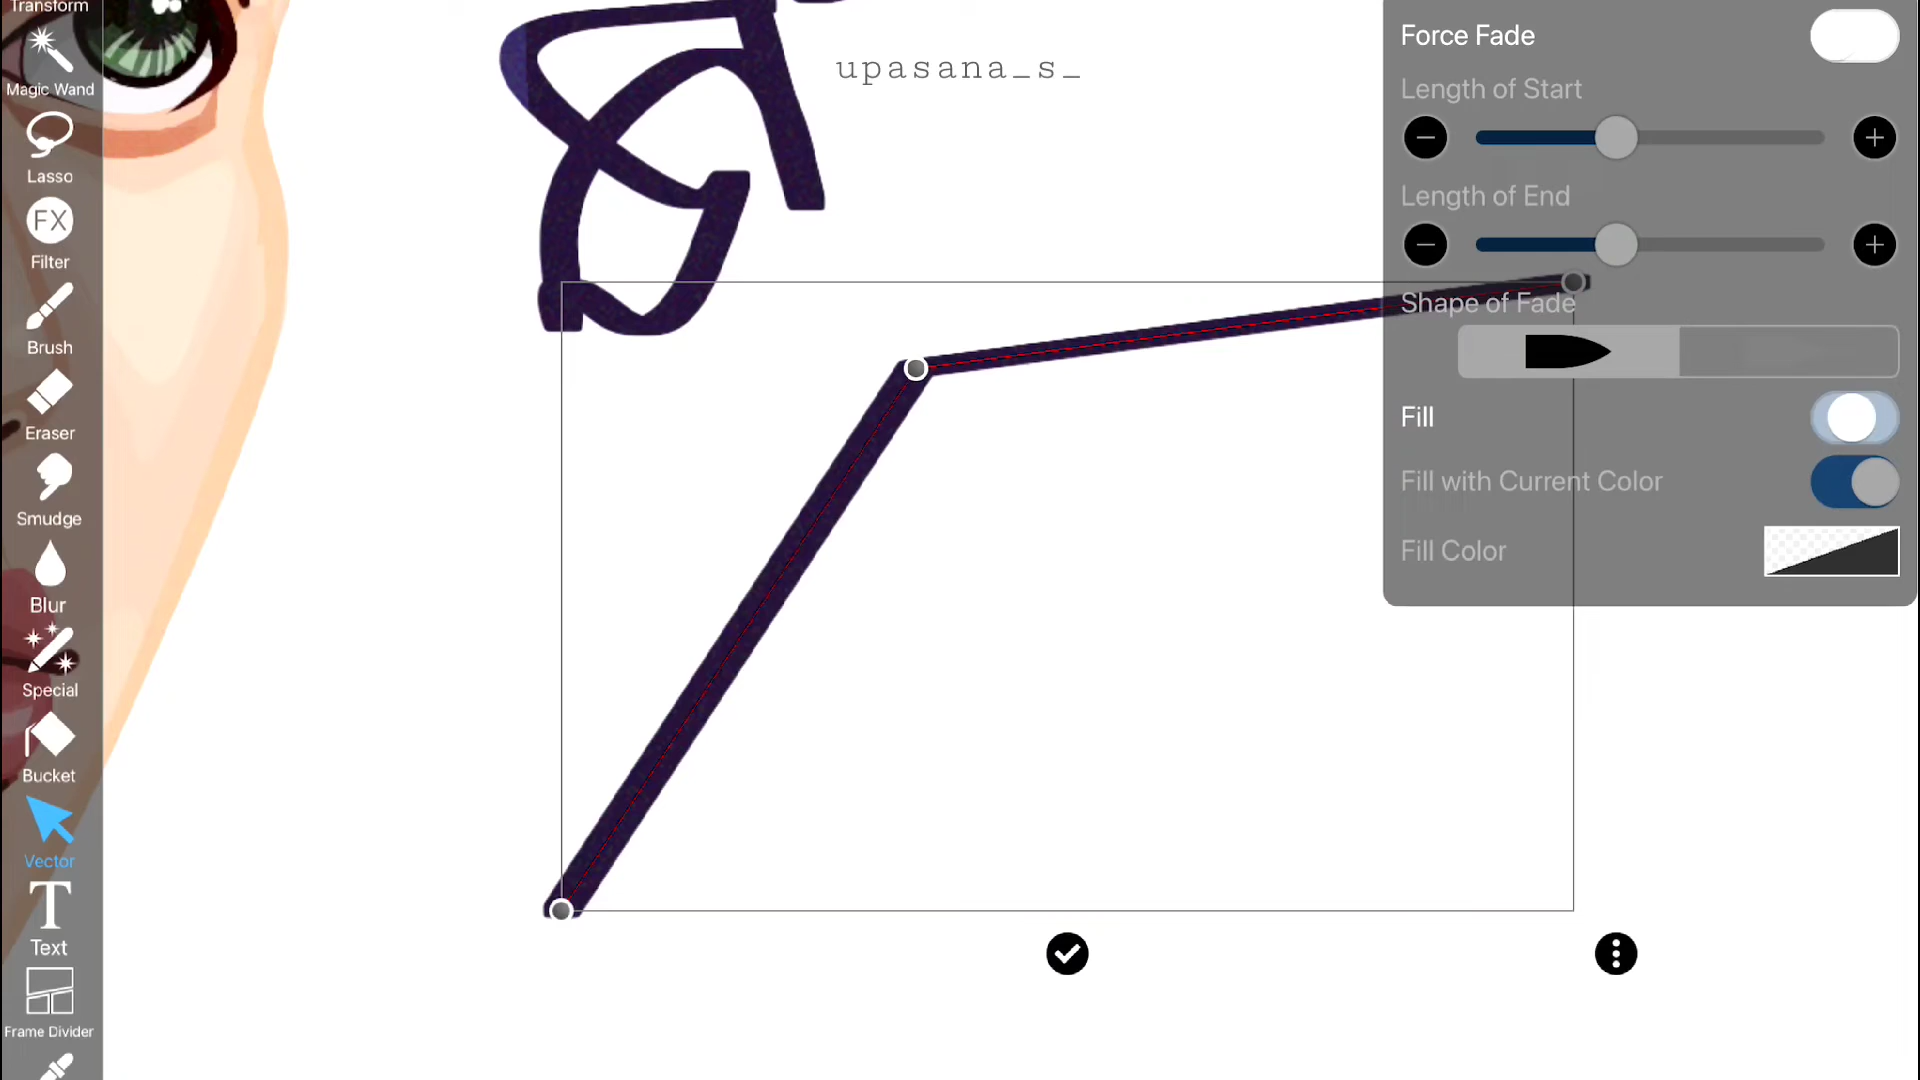 Transform
Magic Wand
Lasso
FX
Filter
Brush
Eraser
Smudge
Blur
Special
Bucket
Vector
T
Text
Frame Divider
upasana_s_
Force Fade
Length of Start
Length of End
Shape of Fade
Fill
Fill with Current Color
Fill Color